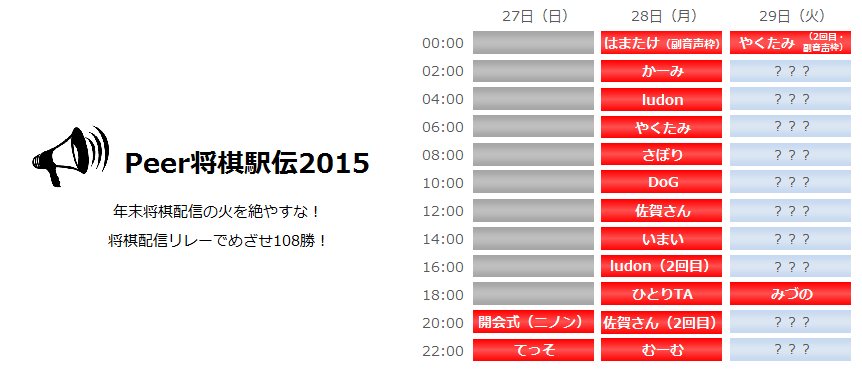 Peer将棋駅伝2015
年末将棋配信の火を絶やすな！
将棋配信リレーでめざせ108勝！
27日（日） 28日（月） 29日（火）
00:00 はまたけ（副音声枠） やくたみ （2回目・副音声枠）
02:00 かーみ ？？？
04:00 ludon ？？？
06:00 やくたみ ？？？
08:00 さぼり ？？？
10:00 DoG ？？？
12:00 佐賀さん ？？？
14:00 いまい ？？？
16:00 ludon（2回目） ？？？
18:00 ひとりTA みづの
20:00 開会式（ニノン） 佐賀さん（2回目） ？？？
22:00 てっそ むーむ ？？？